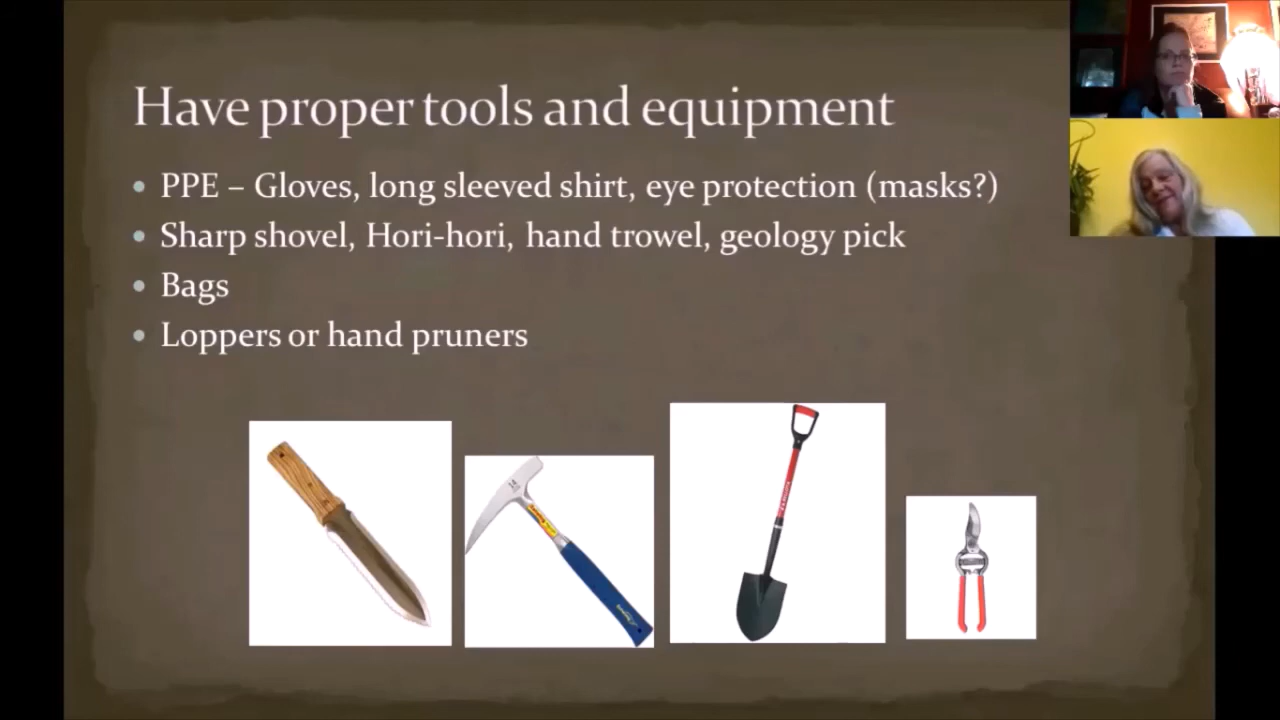 Have proper tools and equipment
• PPE – Gloves, long sleeved shirt, eye protection (masks?)
• Sharp shovel, Hori-hori, hand trowel, geology pick
• Bags
• Loppers or hand pruners